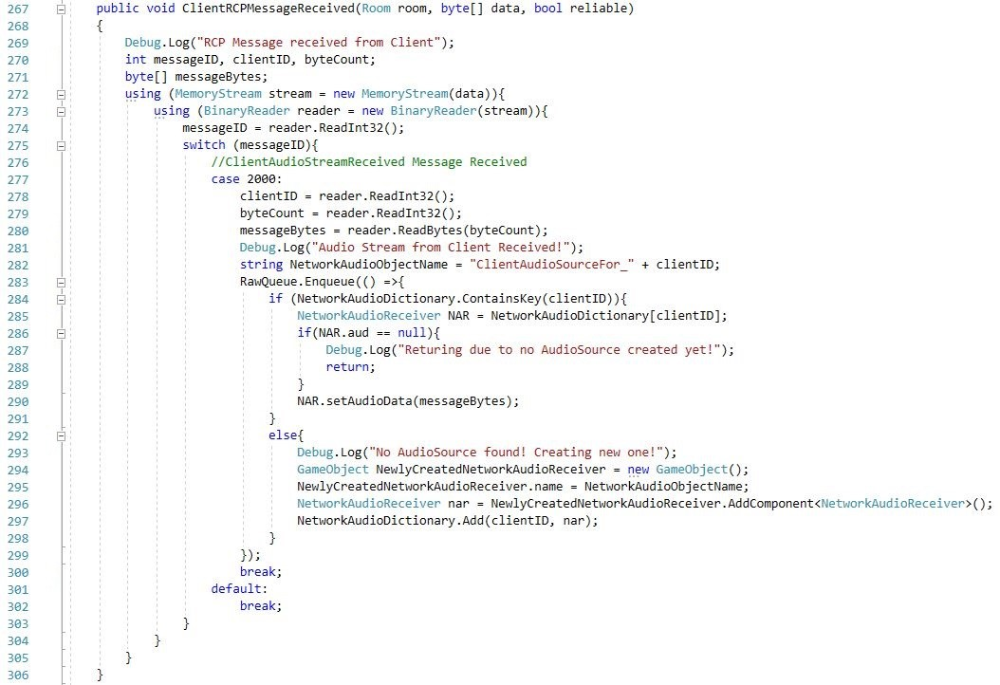 267 public void ClientRCPMessageReceived(Room room, byte[] data, bool reliable)
268 {
269 Debug.Log("RCP Message received from Client");
270 int messageID, clientID, byteCount;
271 byte[] messageBytes;
272 using (MemoryStream stream = new MemoryStream(data)){
273 using (BinaryReader reader = new BinaryReader(stream)){
274 messageID = reader.ReadInt32();
275 switch (messageID){
276 //ClientAudioStreamReceived Message Received
277 case 2000:
278 clientID = reader.ReadInt32();
279 byteCount = reader.ReadInt32();
280 messageBytes = reader.ReadBytes(byteCount);
281 Debug.Log("Audio Stream from Client Received!");
282 string NetworkAudioObjectName = "ClientAudioSourceFor_" + clientID;
283 RawQueue.Enqueue(() =>{
284 if (NetworkAudioDictionary.ContainsKey(clientID)){
285 NetworkAudioReceiver NAR = NetworkAudioDictionary[clientID];
286 if(NAR.aud == null){
287 Debug.Log("Returing due to no AudioSource created yet!");
288 return;
289 }
290 NAR.setAudioData(messageBytes);
291 }
292 else{
293 Debug.Log("No AudioSource found! Creating new one!");
294 GameObject NewlyCreatedNetworkAudioReceiver = new GameObject();
295 NewlyCreatedNetworkAudioReceiver.name = NetworkAudioObjectName;
296 NetworkAudioReceiver nar = NewlyCreatedNetworkAudioReceiver.AddComponent<NetworkAudioReceiver>();
297 NetworkAudioDictionary.Add(clientID, nar);
298 }
299 });
300 break;
301 default:
302 break;
303 }
304 }
305 }
306 }